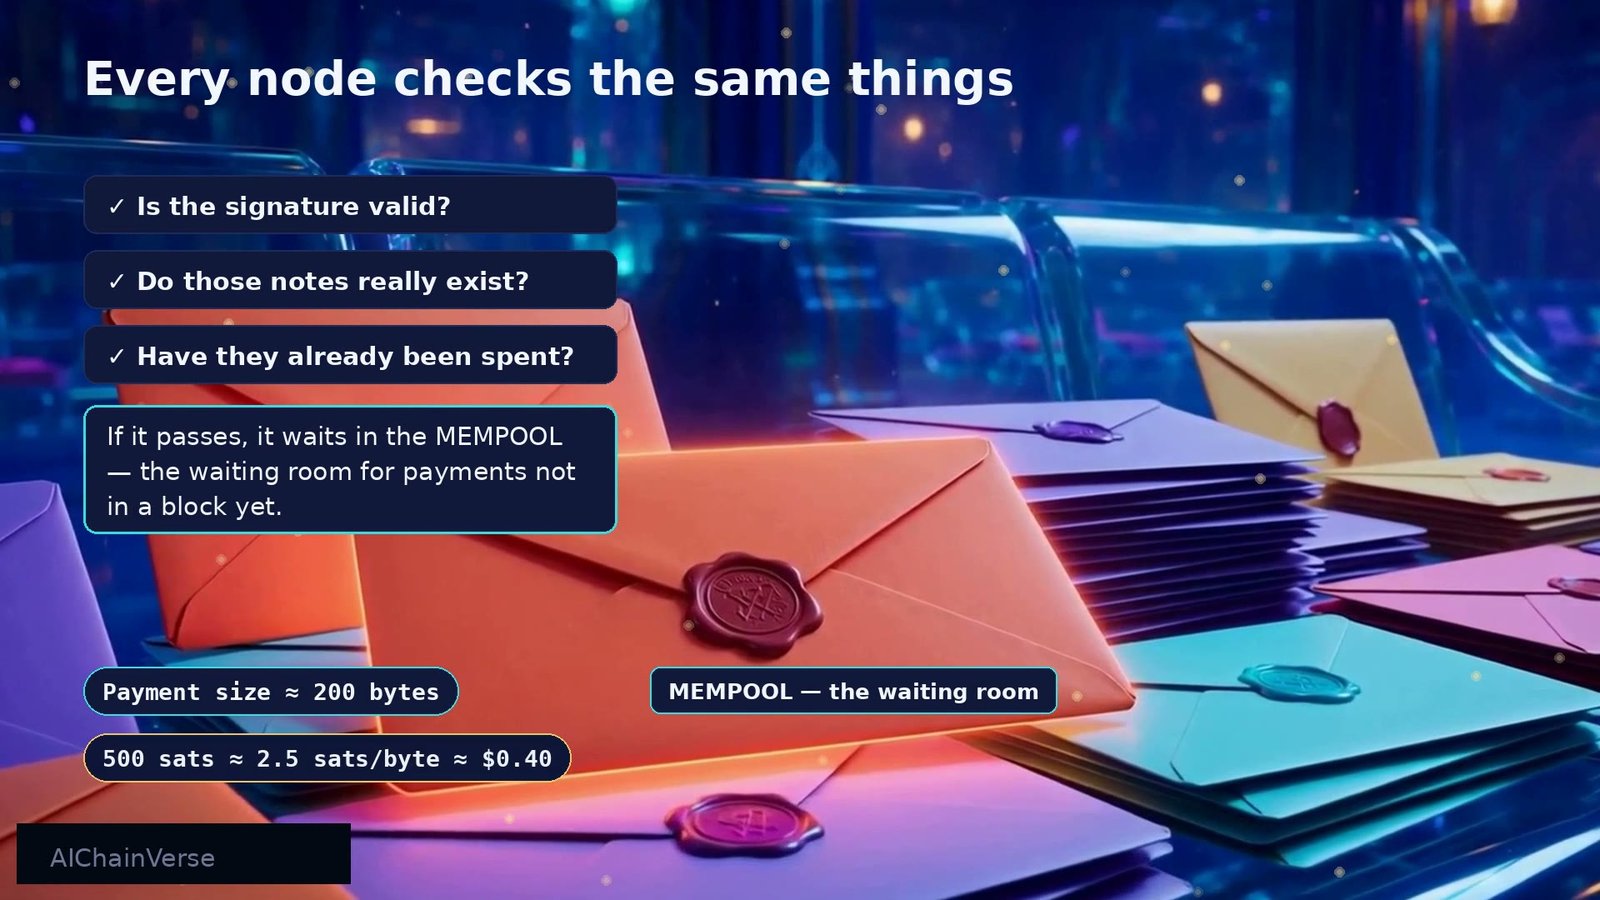 Every node checks the same things
✓ Is the signature valid?
✓ Do those notes really exist?
✓ Have they already been spent?
If it passes, it waits in the MEMPOOL
— the waiting room for payments not
in a block yet.
Payment size ≈ 200 bytes
MEMPOOL — the waiting room
500 sats ≈ 2.5 sats/byte ≈ $0.40
AIChainVerse